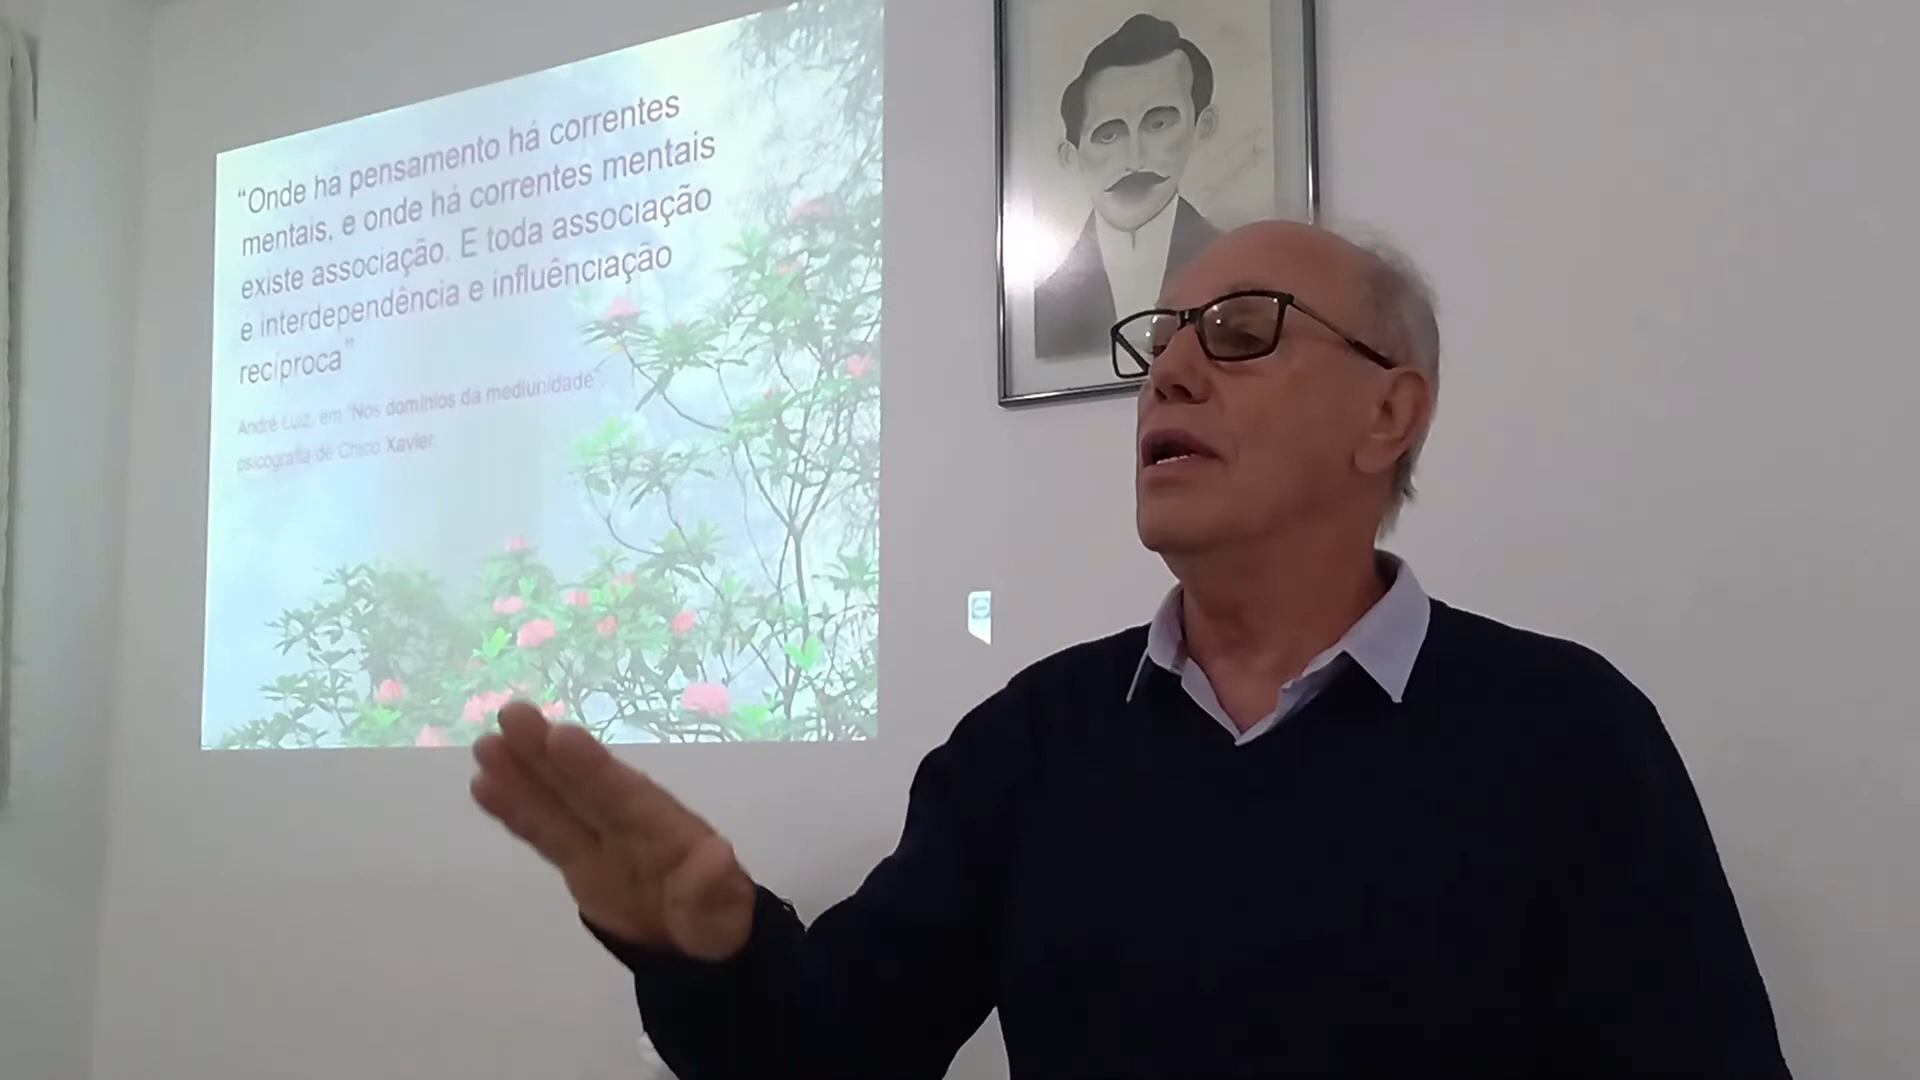 “Onde há pensamento há correntes
mentais, e onde há correntes mentais
existe associação. E toda associação
é interdependência e influênciação
recíproca”
André Luiz, em “Nos domínios da mediunidade”,
psicografia de Chico Xavier.